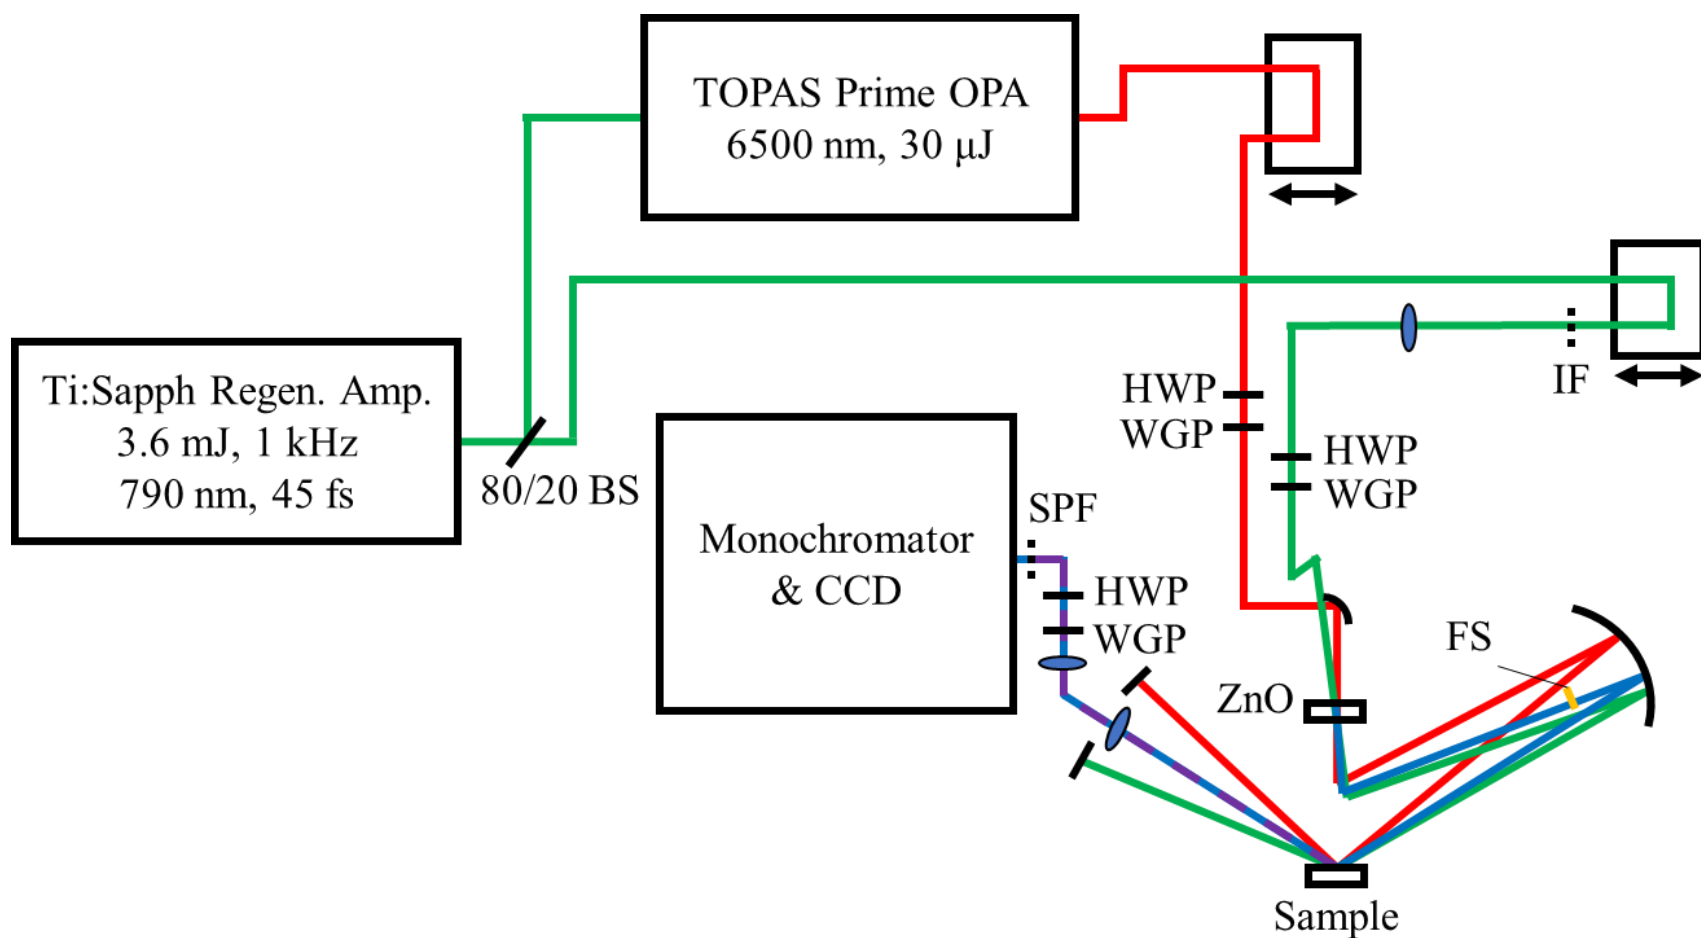 TOPAS Prime OPA
6500 nm, 30 μJ
Ti:Sapph Regen. Amp.
3.6 mJ, 1 kHz
790 nm, 45 fs
80/20 BS
IF
HWP
WGP
HWP
WGP
SPF
Monochromator
& CCD
HWP
WGP
FS
ZnO
Sample